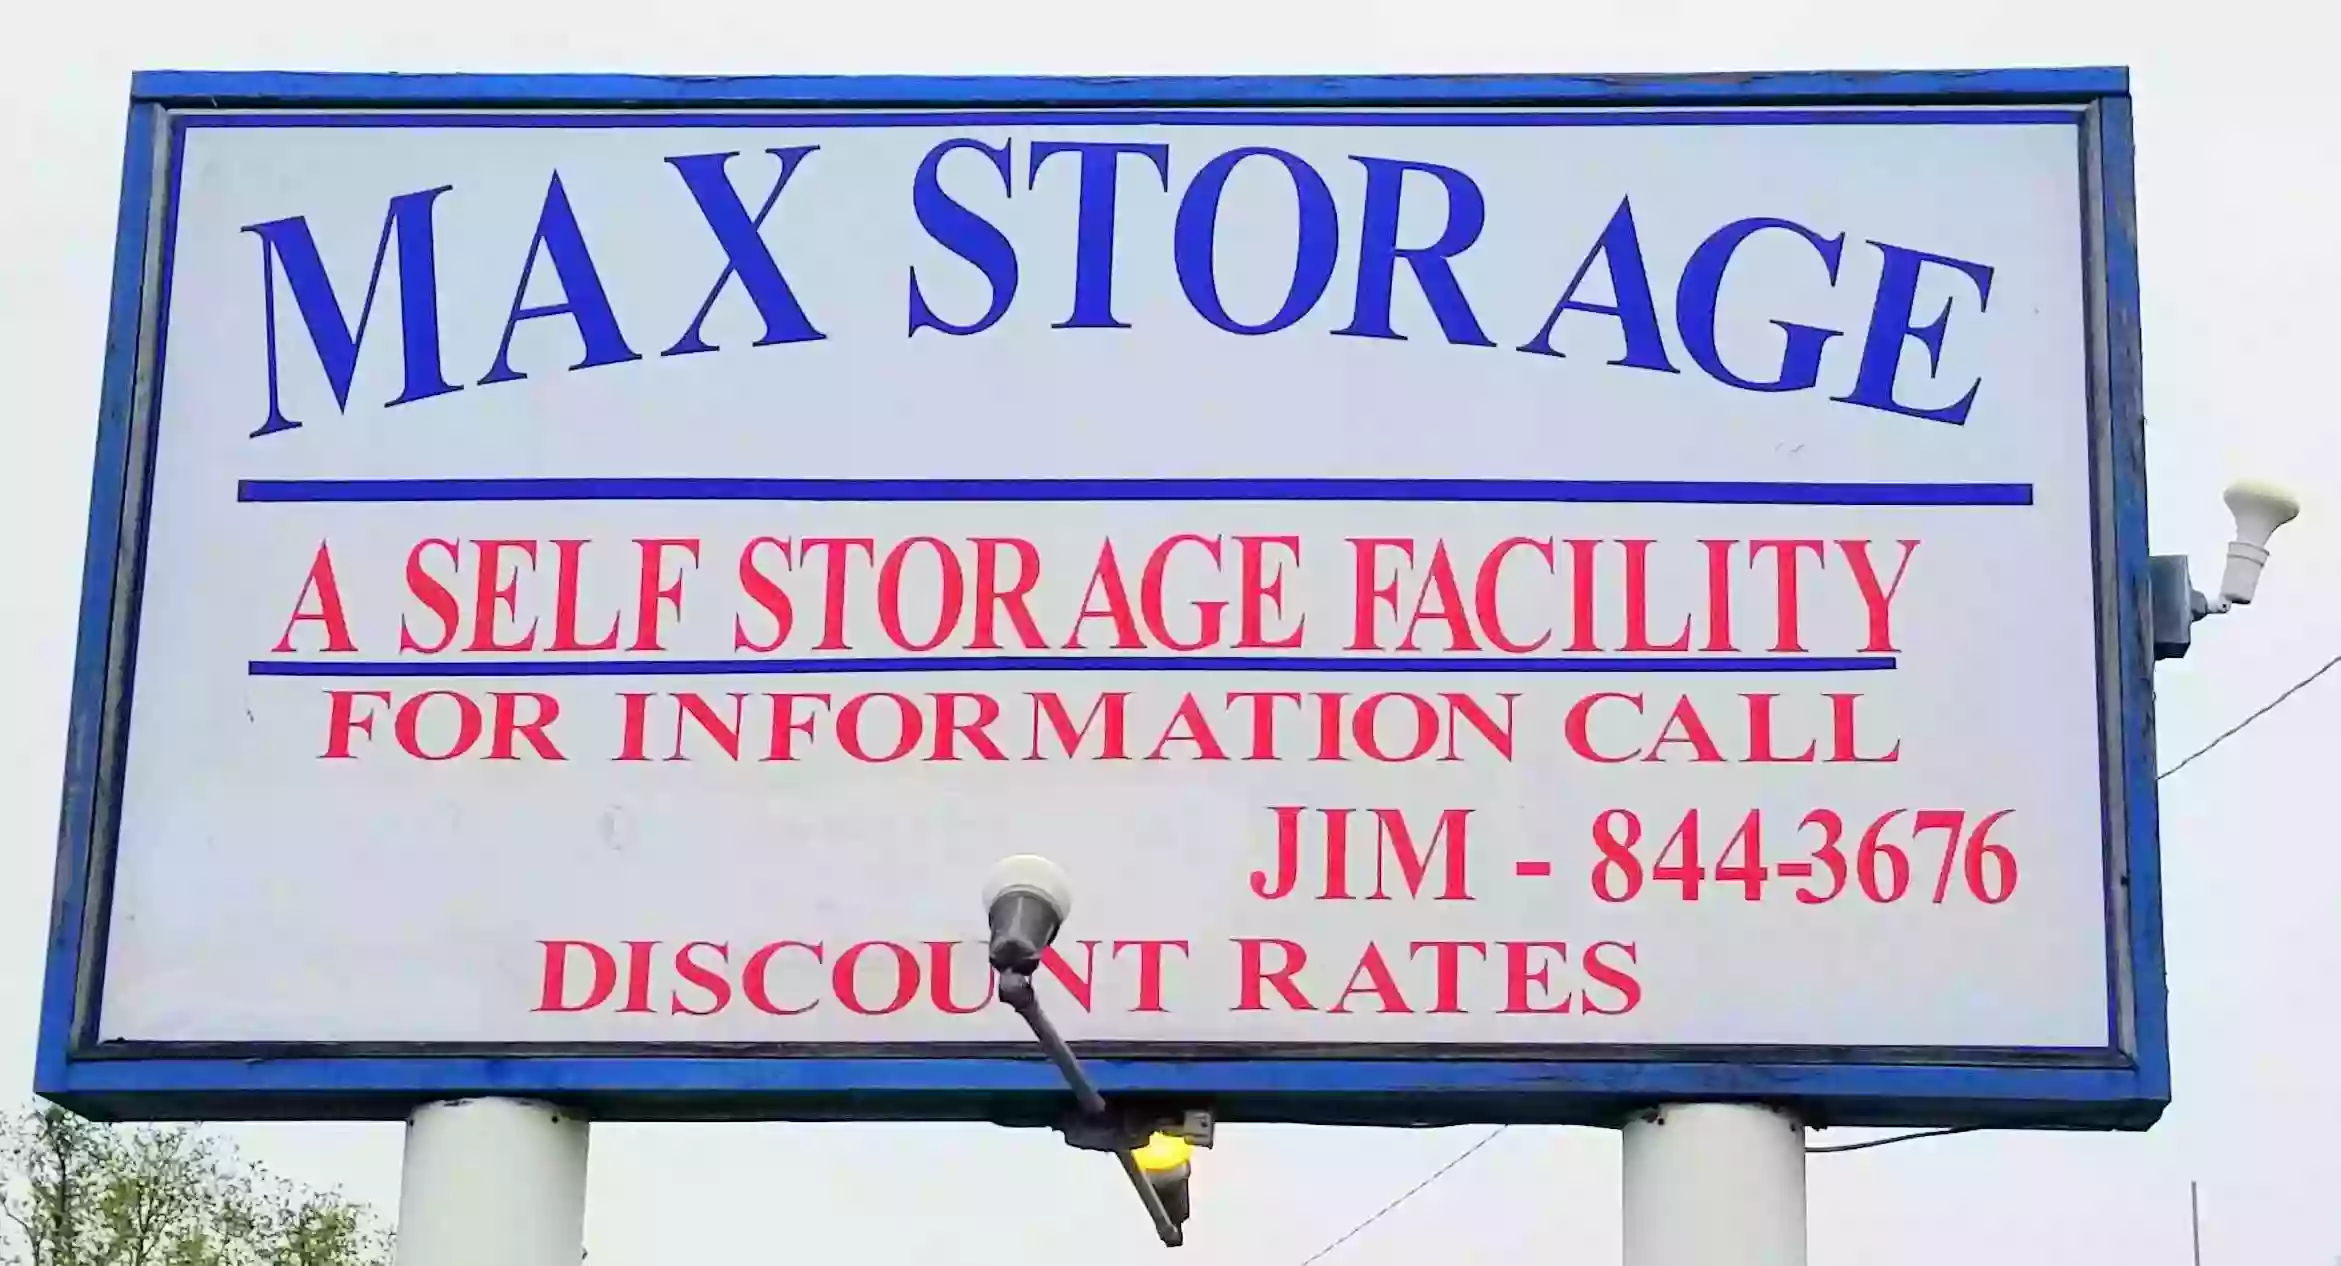 MAX STORAGE
A SELF STORAGE FACILITY
FOR INFORMATION CALL
JIM - 844-3676
DISCOUNT RATES